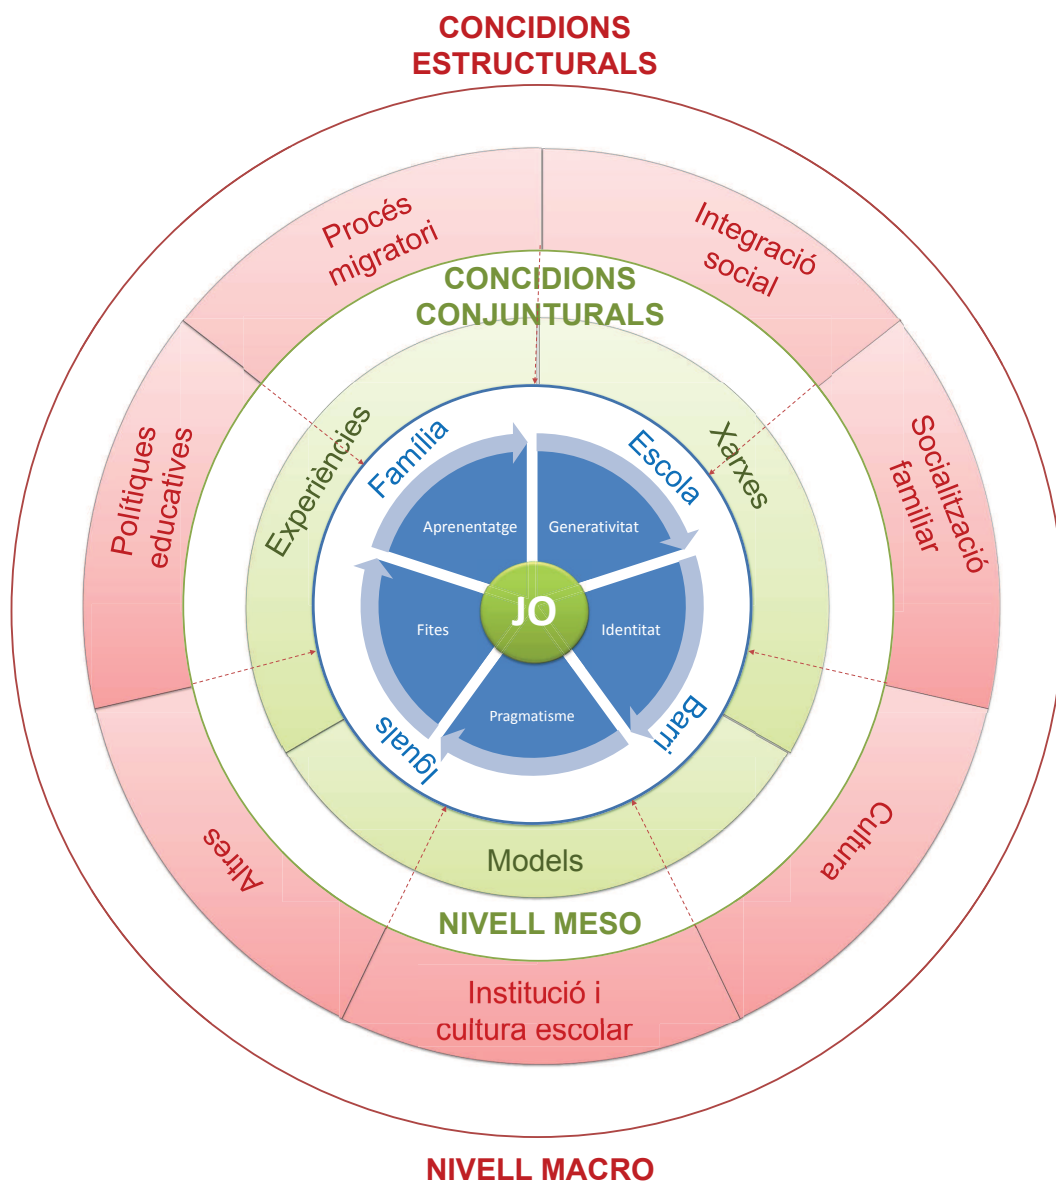 CONCIDIONS
ESTRUCTURALS
Procés
migratori
Integració
social
CONCIDIONS
CONJUNTURALS
Polítiques
educatives
Experiències
Família
Escola
Xarxes
Socialització
familiar
Aprenentatge
Generativitat
JO
Fites
Identitat
Pragmatisme
Iguals
Barri
Altres
Models
Cultura
NIVELL MESO
Institució i
cultura escolar
NIVELL MACRO